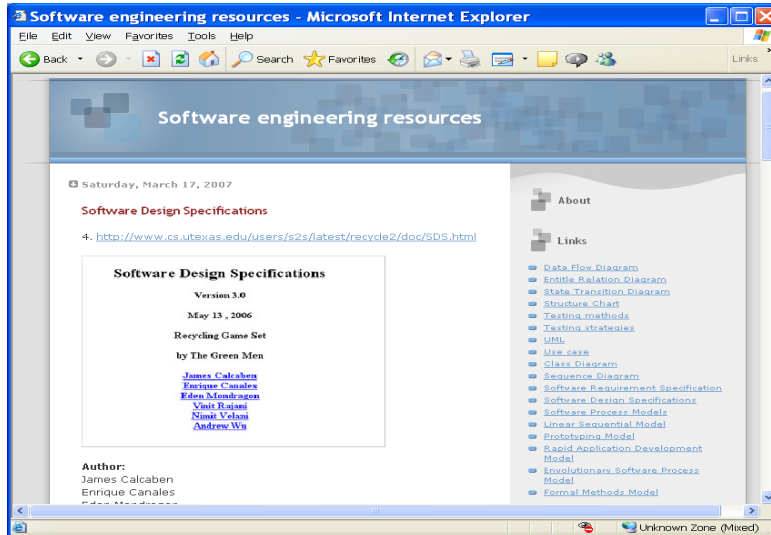 Software engineering resources - Microsoft Internet Explorer
File Edit View Favorites Tools Help
Back Search Favorites Links
Software engineering resources
Saturday, March 17, 2007
Software Design Specifications
4. http://www.cs.utexas.edu/users/s2s/latest/recycle2/doc/SDS.html
Software Design Specifications
Version 3.0
May 13 , 2006
Recycling Game Set
by The Green Men
James Calcaben
Enrique Canales
Eden Mondragon
Vinit Rajani
Nimit Velani
Andrew Wu
Author:
James Calcaben
Enrique Canales
Eden Mondragon
About
Links
Data Flow Diagram
Entitle Relation Diagram
State Transition Diagram
Structure Chart
Testing methods
Testing strategies
UML
Use case
Class Diagram
Sequence Diagram
Software Requirement Specification
Software Design Specifications
Software Process Models
Linear Sequential Model
Prototyping Model
Rapid Application Development
Model
Envolutionary Software Process
Model
Formal Methods Model
Unknown Zone (Mixed)